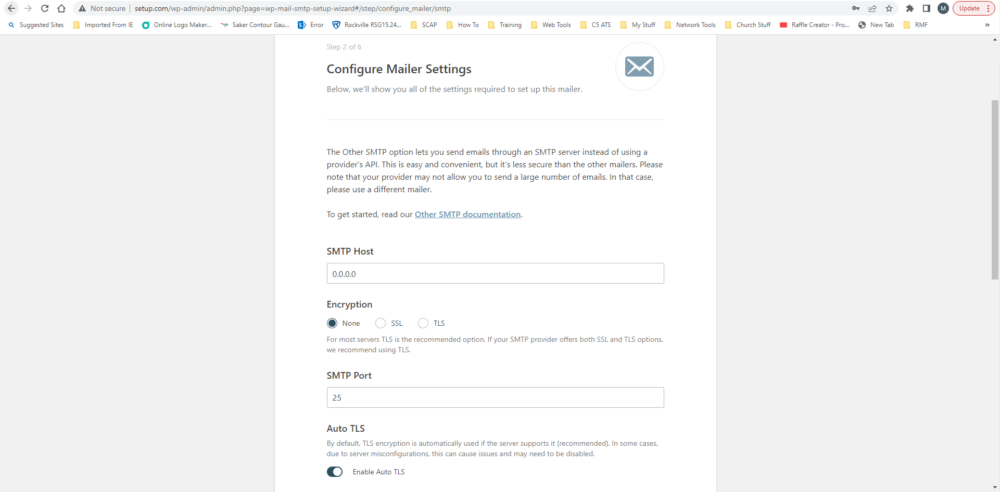 Not secure setup.com/wp-admin/admin.php?page=wp-mail-smtp-setup-wizard#/step/configure_mailer/smtp M Update
Suggested Sites Imported From IE Online Logo Maker... Saker Contour Gau... Error Rockville RSG15.24... SCAP How To Training Web Tools C5 ATS My Stuff Network Tools Church Stuff Raffle Creator - Pro... New Tab RMF »
Step 2 of 6
Configure Mailer Settings
Below, we'll show you all of the settings required to set up this mailer.
The Other SMTP option lets you send emails through an SMTP server instead of using a
provider's API. This is easy and convenient, but it's less secure than the other mailers. Please
note that your provider may not allow you to send a large number of emails. In that case,
please use a different mailer.
To get started, read our Other SMTP documentation.
SMTP Host
0.0.0.0
Encryption
None SSL TLS
For most servers TLS is the recommended option. If your SMTP provider offers both SSL and TLS options,
we recommend using TLS.
SMTP Port
25
Auto TLS
By default, TLS encryption is automatically used if the server supports it (recommended). In some cases,
due to server misconfigurations, this can cause issues and may need to be disabled.
Enable Auto TLS